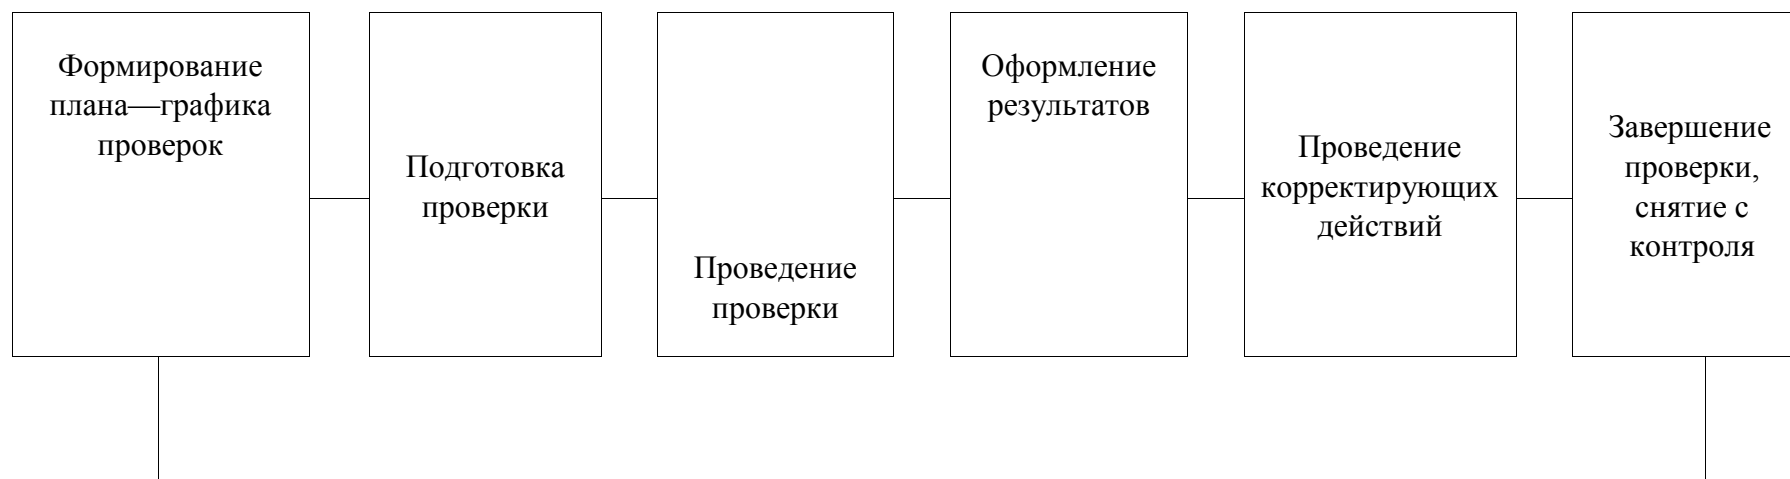 Формирование
плана—графика
проверок
Подготовка
проверки
Проведение
проверки
Оформление
результатов
Проведение
корректирующих
действий
Завершение
проверки,
снятие с
контроля